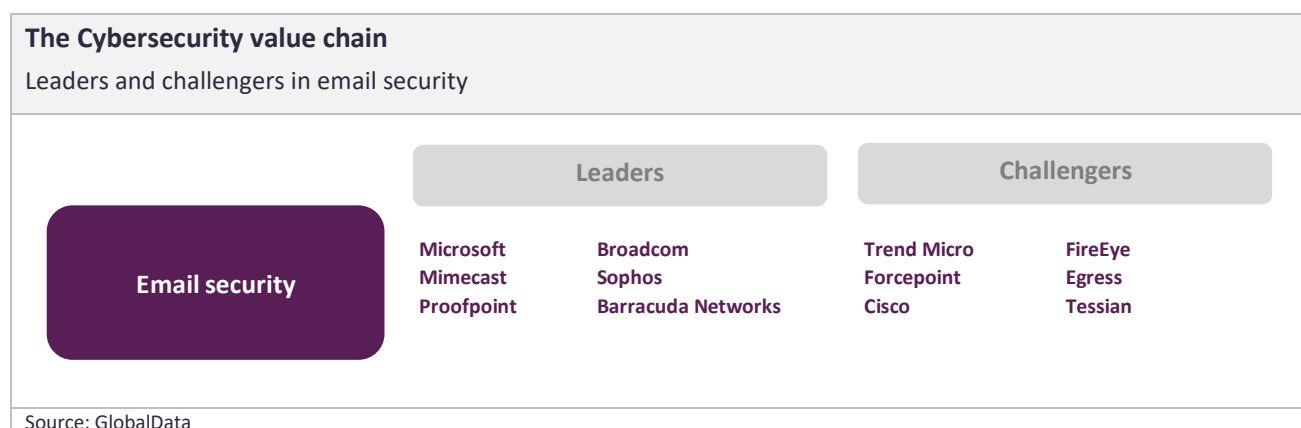 The Cybersecurity value chain
Leaders and challengers in email security
Leaders
Challengers
Email security
Microsoft
Mimecast
Proofpoint
Broadcom
Sophos
Barracuda Networks
Trend Micro
Forcepoint
Cisco
FireEye
Egress
Tessian
Source: GlobalData